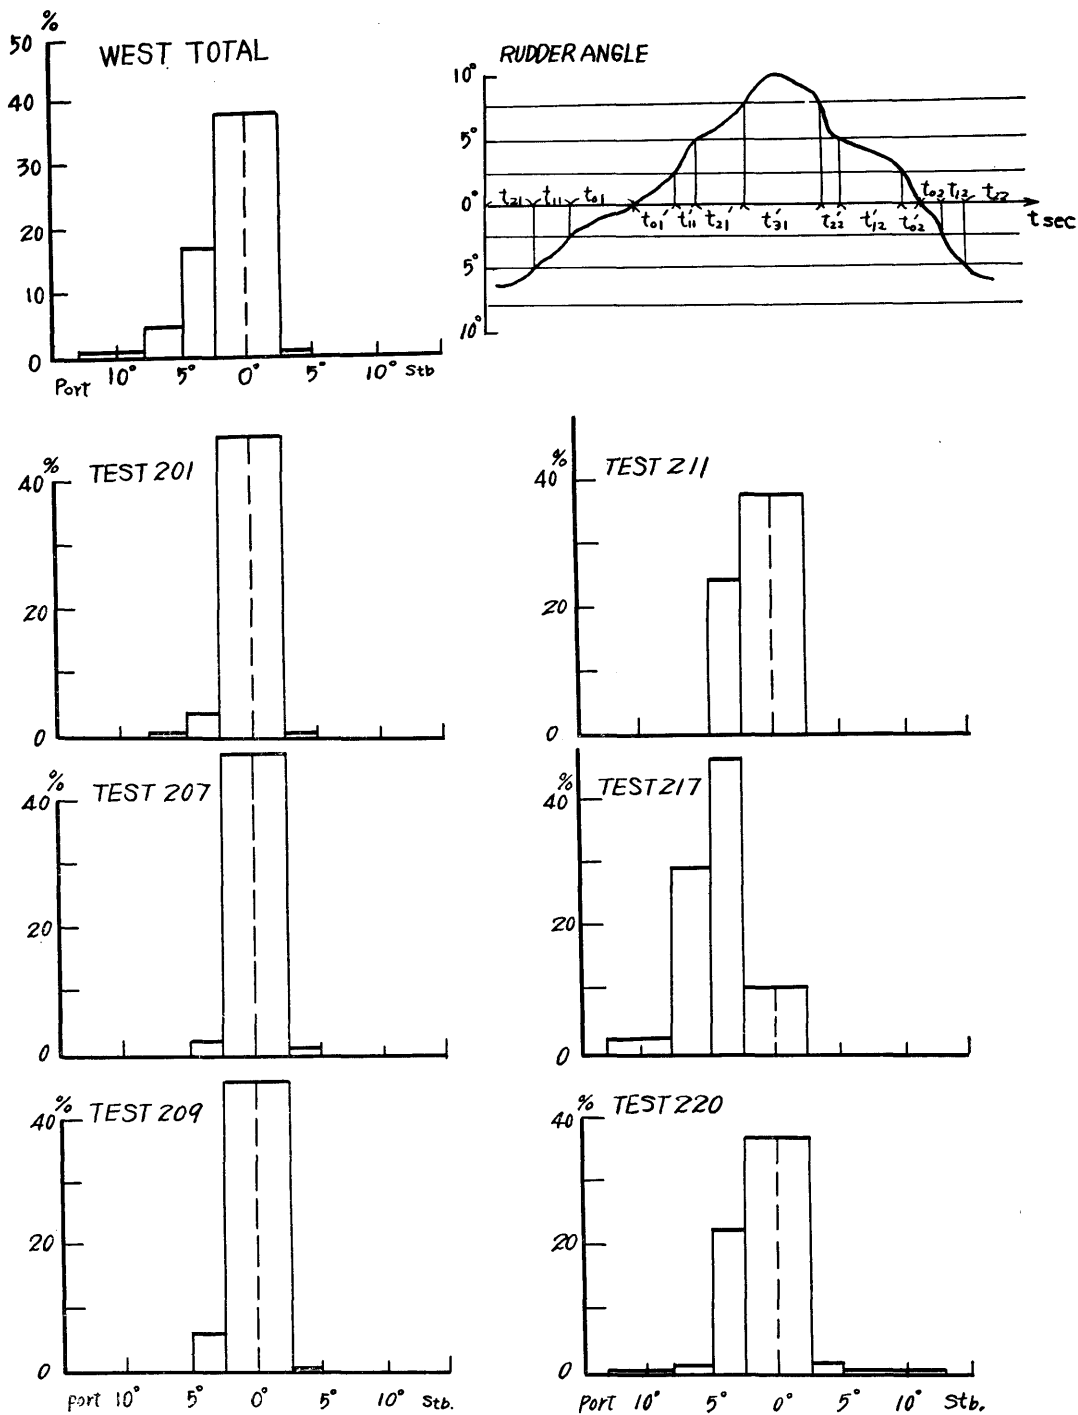 %
50
WEST TOTAL
40
30
20
10
0
Port 10° 5° 0° 5° 10° Stb
RUDDER ANGLE
10°
5°
0°
5°
10°
t21 t11 t01 t02 t12 t22
t01' t11' t21' t31' t22' t12' t02'
t sec
% TEST 201
40
20
0
% TEST 211
40
20
0
% TEST 207
40
20
0
% TEST 217
40
20
0
% TEST 209
40
20
0
Port 10° 5° 0° 5° 10° Stb.
% TEST 220
40
20
0
Port 10° 5° 0° 5° 10° Stb.